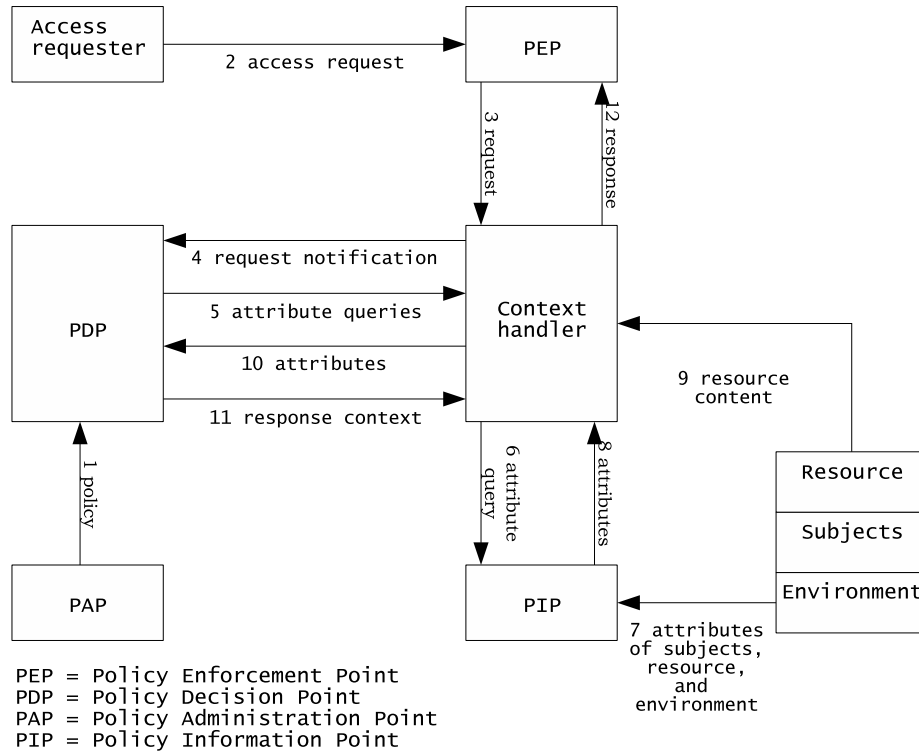 Access
requester
2 access request
PEP
3 request
12 response
4 request notification
5 attribute queries
PDP
Context
handler
10 attributes
11 response context
9 resource
content
1 policy
6 attribute
query
8 attributes
Resource
Subjects
Environment
PAP
PIP
7 attributes
of subjects,
resource,
and
environment
PEP = Policy Enforcement Point
PDP = Policy Decision Point
PAP = Policy Administration Point
PIP = Policy Information Point